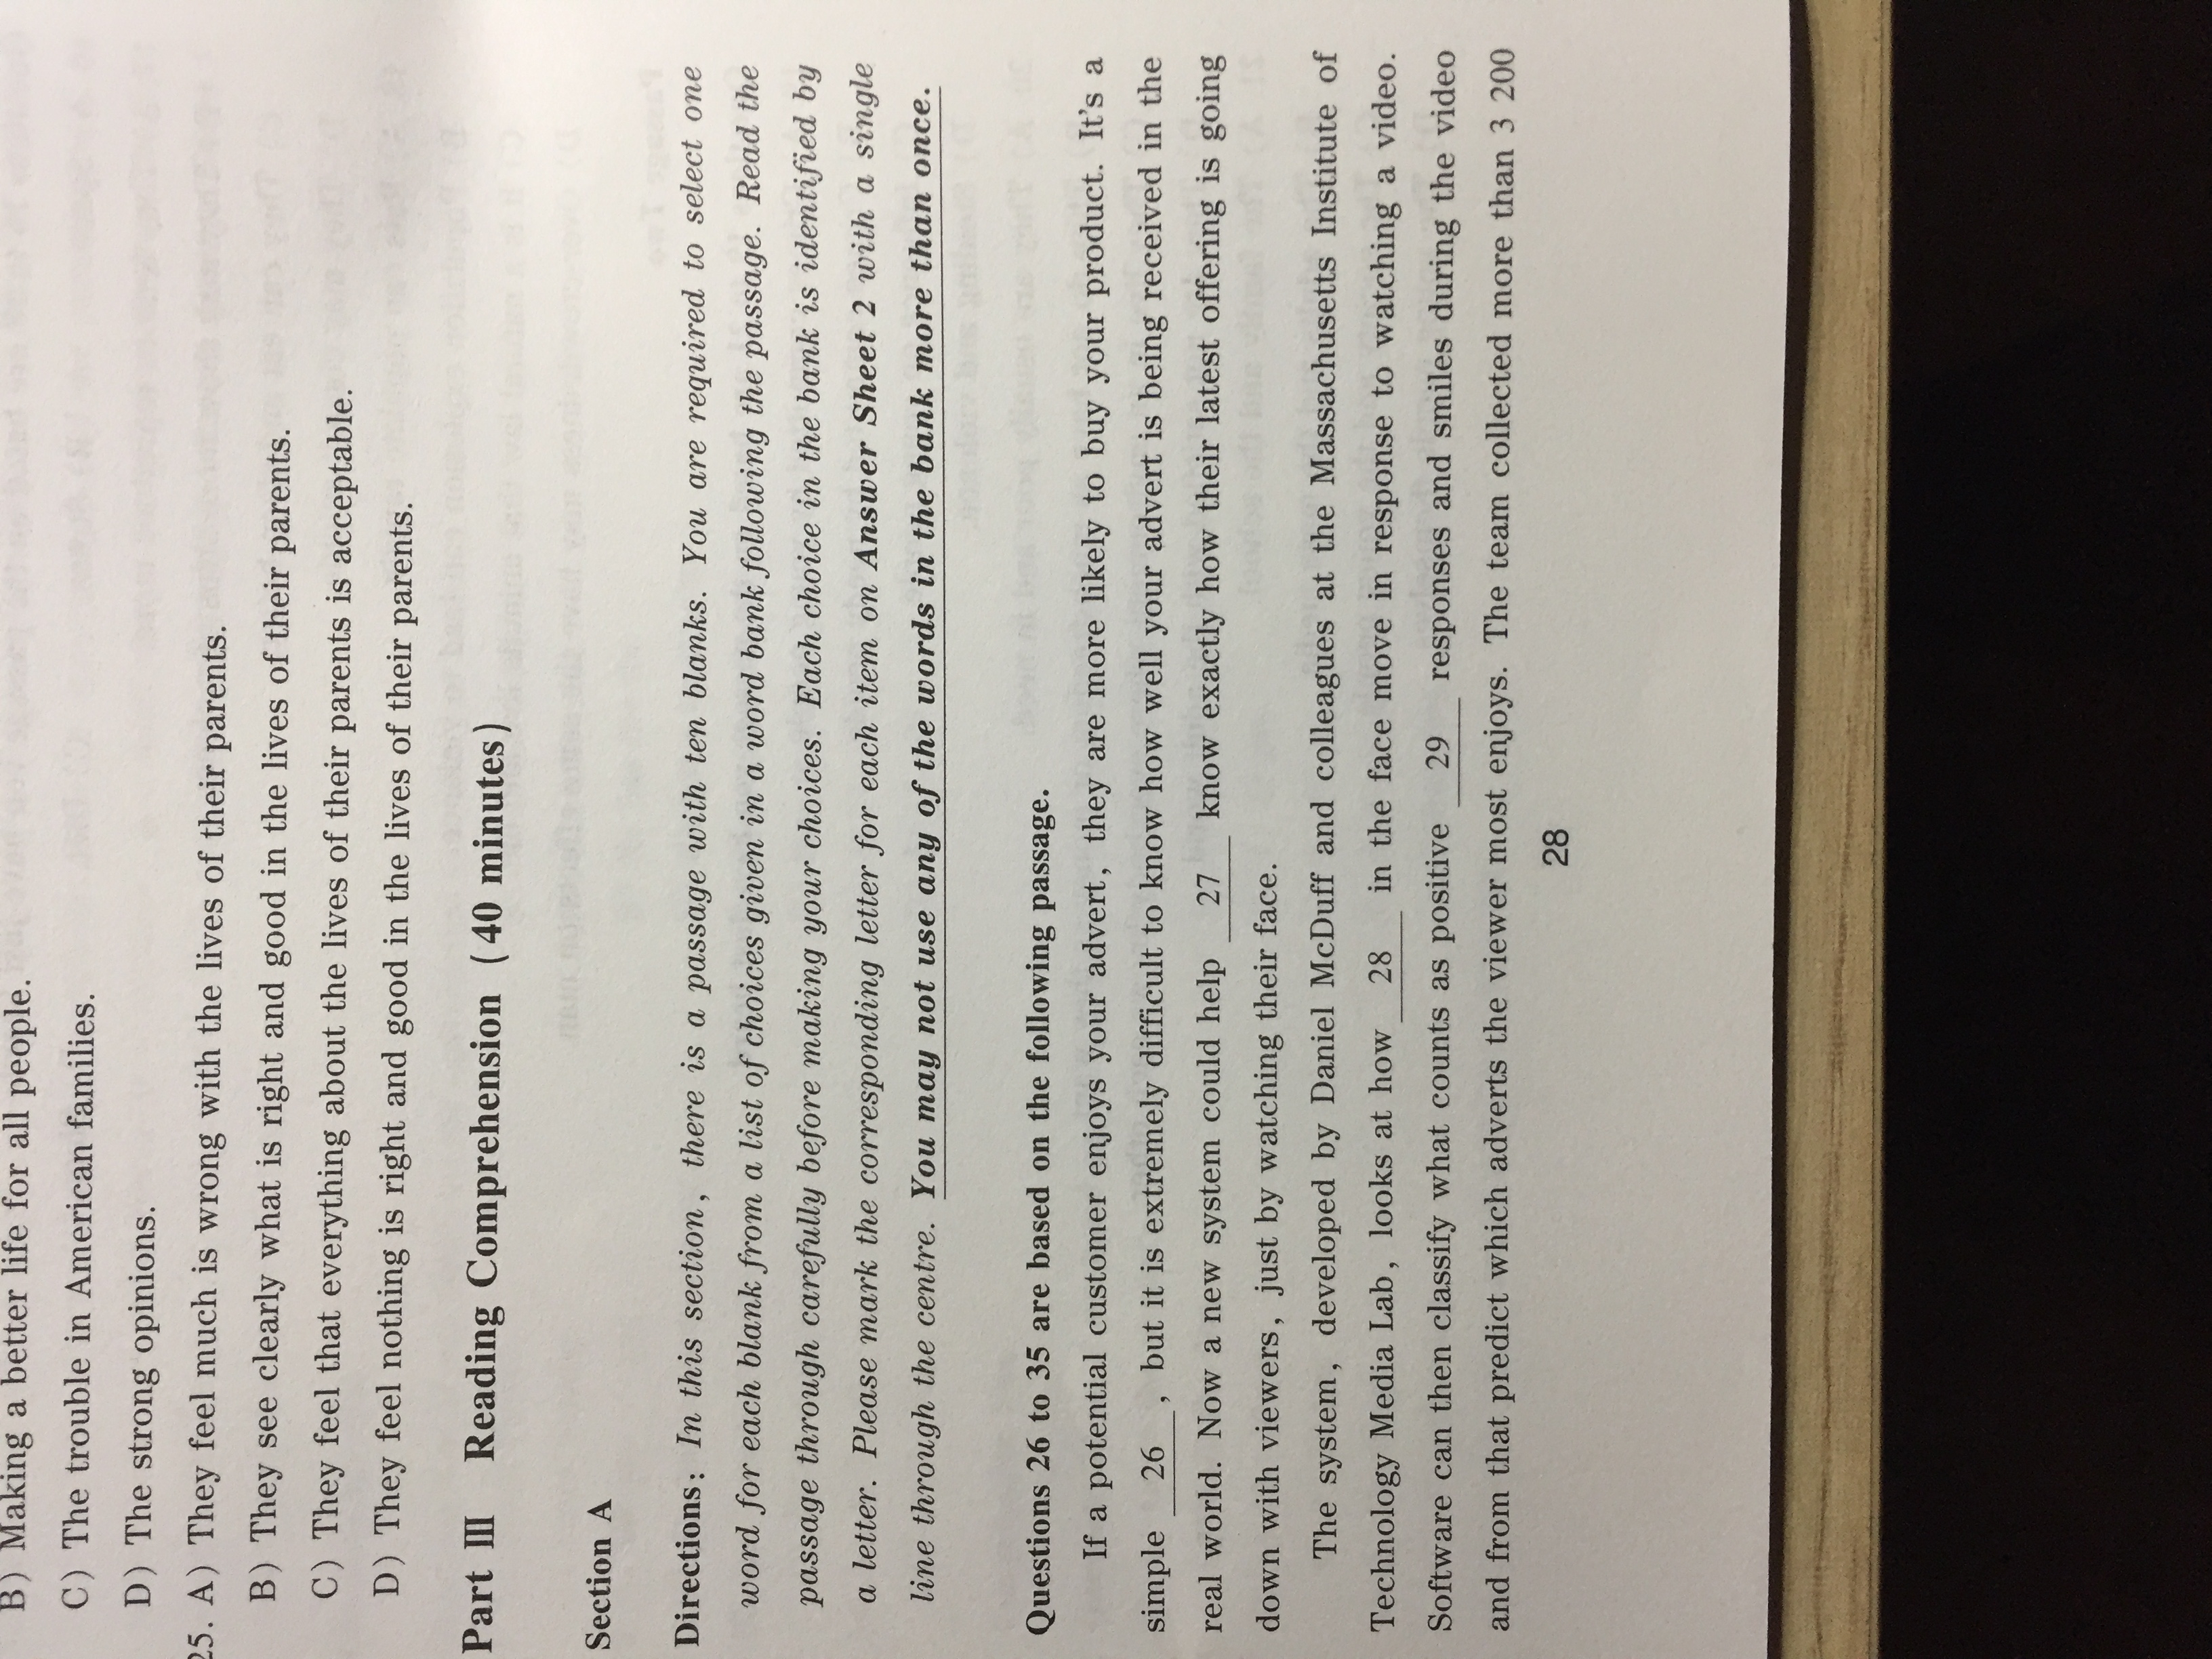 B) Making a better life for all people.
C) The trouble in American families.
D) The strong opinions.
25. A) They feel much is wrong with the lives of their parents.
B) They see clearly what is right and good in the lives of their parents.
C) They feel that everything about the lives of their parents is acceptable.
D) They feel nothing is right and good in the lives of their parents.
Part Ⅲ Reading Comprehension (40 minutes)
Section A
Directions: In this section, there is a passage with ten blanks. You are required to select one
word for each blank from a list of choices given in a word bank following the passage. Read the
passage through carefully before making your choices. Each choice in the bank is identified by
a letter. Please mark the corresponding letter for each item on Answer Sheet 2 with a single
line through the centre. You may not use any of the words in the bank more than once.
Questions 26 to 35 are based on the following passage.
If a potential customer enjoys your advert, they are more likely to buy your product. It's a
simple 26 , but it is extremely difficult to know how well your advert is being received in the
real world. Now a new system could help 27 know exactly how their latest offering is going
down with viewers, just by watching their face.
The system, developed by Daniel McDuff and colleagues at the Massachusetts Institute of
Technology Media Lab, looks at how 28 in the face move in response to watching a video.
Software can then classify what counts as positive 29 responses and smiles during the video
and from that predict which adverts the viewer most enjoys. The team collected more than 3 200
28